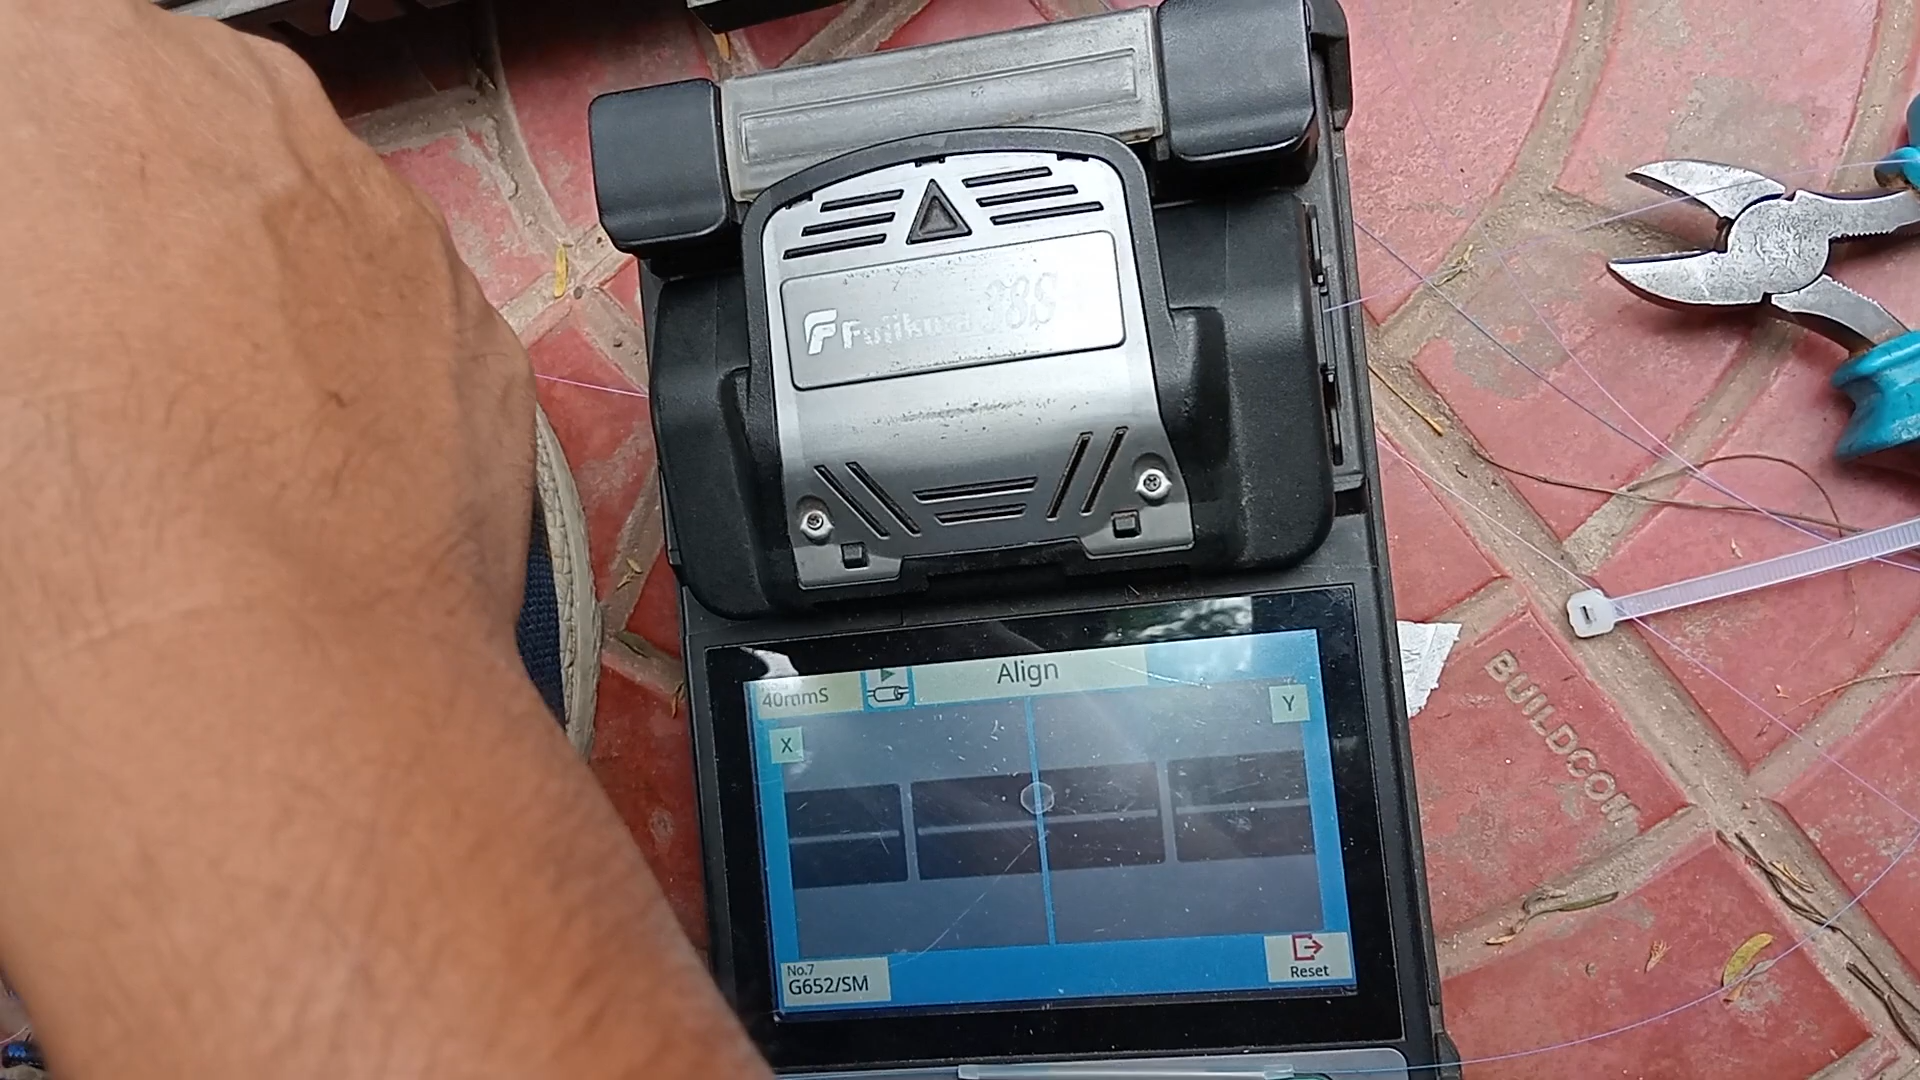 Fujikura 88S+
Align
40mmS
X
Y
No.7
G652/SM
Reset
BUILDCON